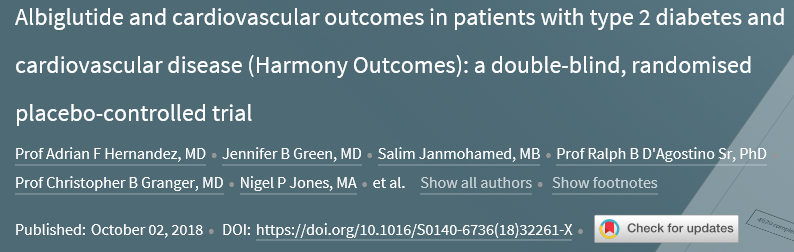 Albiglutide and cardiovascular outcomes in patients with type 2 diabetes and
cardiovascular disease (Harmony Outcomes): a double-blind, randomised
placebo-controlled trial
Prof Adrian F Hernandez, MD • Jennifer B Green, MD • Salim Janmohamed, MB • Prof Ralph B D'Agostino Sr, PhD
Prof Christopher B Granger, MD • Nigel P Jones, MA • et al. Show all authors • Show footnotes
Published: October 02, 2018 • DOI: https://doi.org/10.1016/S0140-6736(18)32261-X • Check for updates